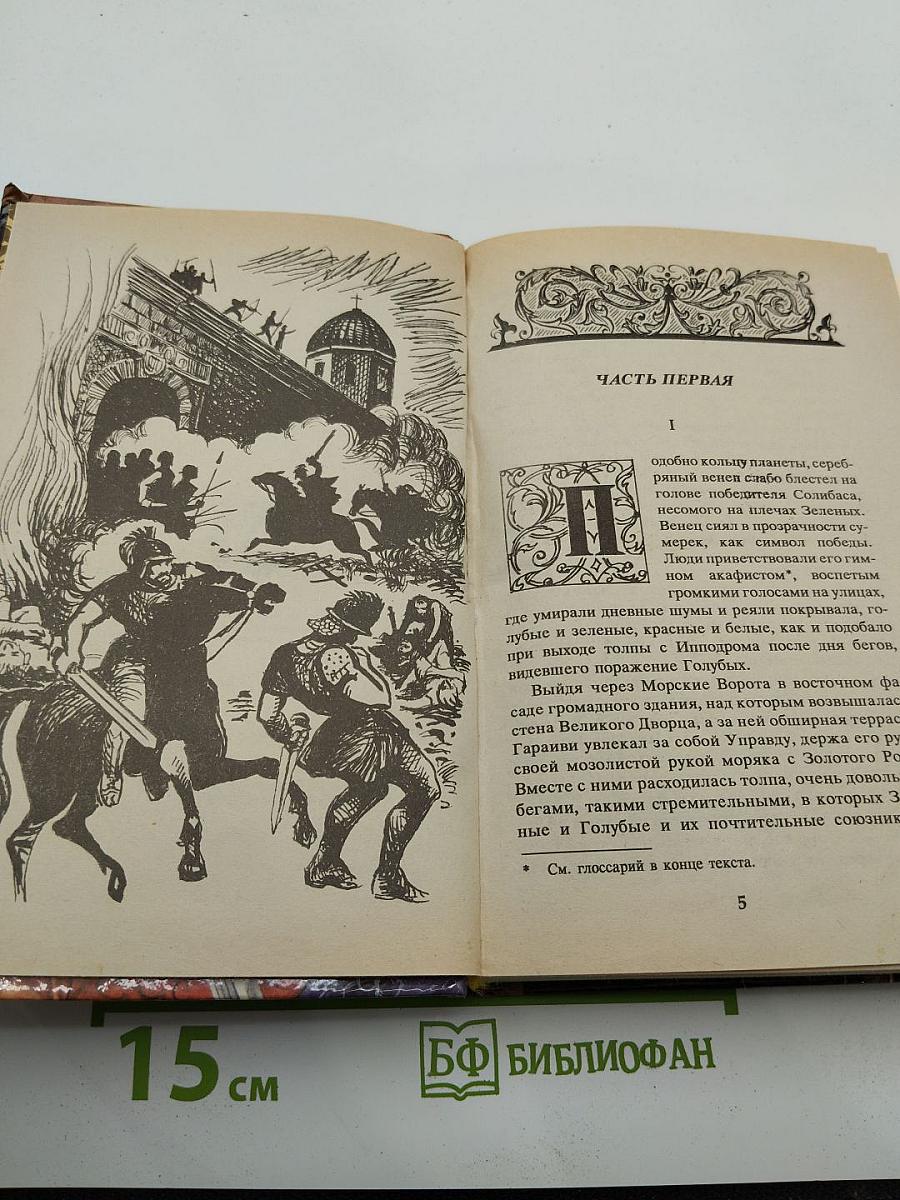 ЧАСТЬ ПЕРВАЯ
I
Подобно кольцу планеты, сереб-
ряный венец слабо блестел на
голове победителя Солибаса,
несомого на плечах Зеленых.
Венец сиял в прозрачности су-
мерек, как символ победы.
Люди приветствовали его гим-
ном акафистом*, воспетым
громкими голосами на улицах,
где умирали дневные шумы и реяли покрывала, го-
лубые и зеленые, красные и белые, как и подобало
при выходе толпы с Ипподрома после дня бегов,
видевшего поражение Голубых.
Выйдя через Морские Ворота в восточном фа
саде громадного здания, над которым возвышалас
стена Великого Дворца, а за ней обширная террас
Гараиви увлекал за собой Управду, держа его ру
своей мозолистой рукой моряка с Золотого Ро
Вместе с ними расходилась толпа, очень доволь
бегами, такими стремительными, в которых З
ные и Голубые и их почтительные союзник
* См. глоссарий в конце текста.
5
15 см
БФ БИБЛИОФАН